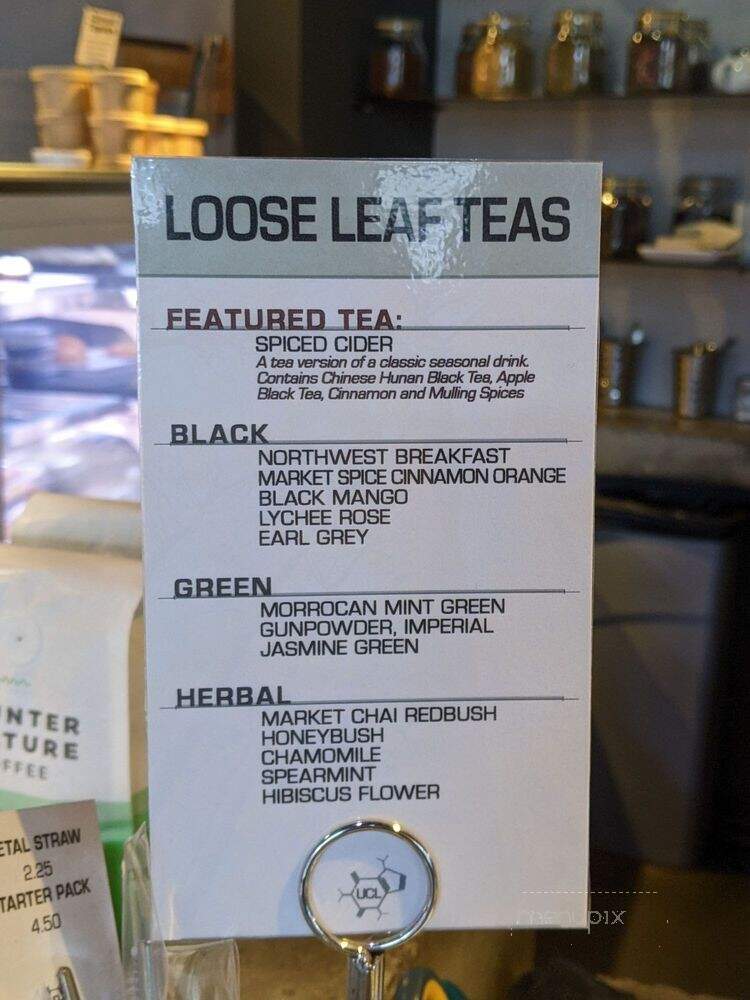 LOOSE LEAF TEAS
FEATURED TEA:
SPICED CIDER
A tea version of a classic seasonal drink.
Contains Chinese Hunan Black Tea, Apple
Black Tea, Cinnamon and Mulling Spices
BLACK
NORTHWEST BREAKFAST
MARKET SPICE CINNAMON ORANGE
BLACK MANGO
LYCHEE ROSE
EARL GREY
GREEN
MORROCAN MINT GREEN
GUNPOWDER, IMPERIAL
JASMINE GREEN
HERBAL
MARKET CHAI REDBUSH
HONEYBUSH
CHAMOMILE
SPEARMINT
HIBISCUS FLOWER
UCL
UNTER
TURE
FFEE
ETAL STRAW
2.25
TARTER PACK
4.50
menupix